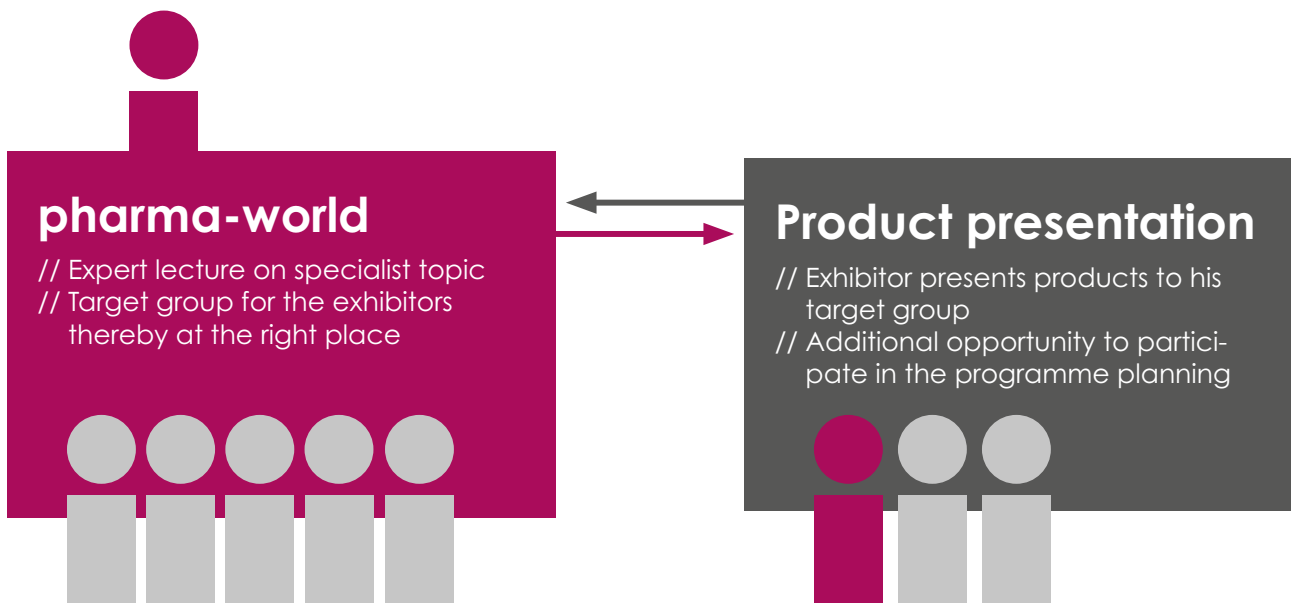 pharma-world
// Expert lecture on specialist topic
// Target group for the exhibitors
thereby at the right place
Product presentation
// Exhibitor presents products to his
target group
// Additional opportunity to partici-
pate in the programme planning